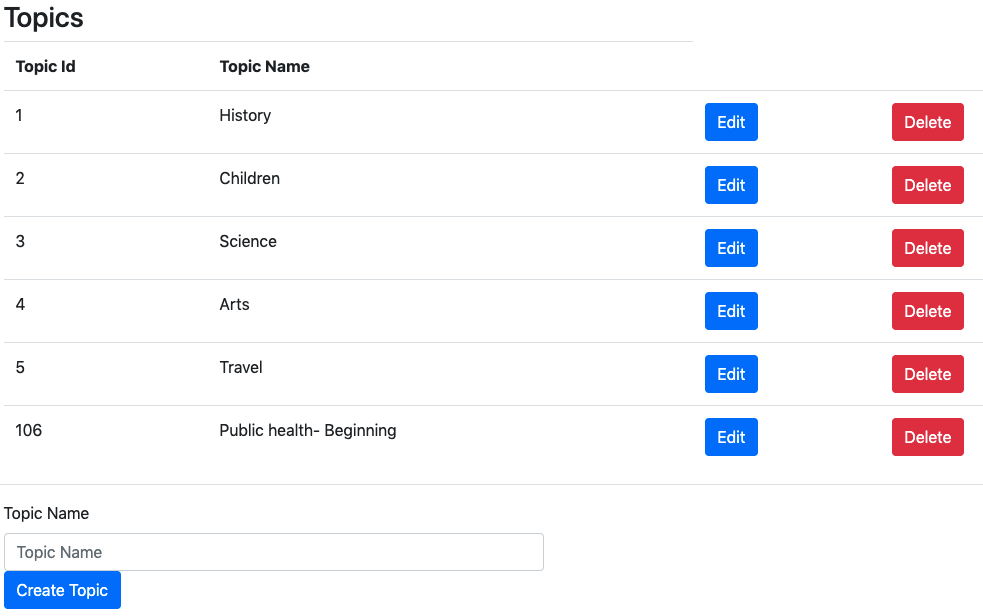 Topics
Topic Id Topic Name
1 History Edit Delete
2 Children Edit Delete
3 Science Edit Delete
4 Arts Edit Delete
5 Travel Edit Delete
106 Public health- Beginning Edit Delete
Topic Name
Topic Name
Create Topic